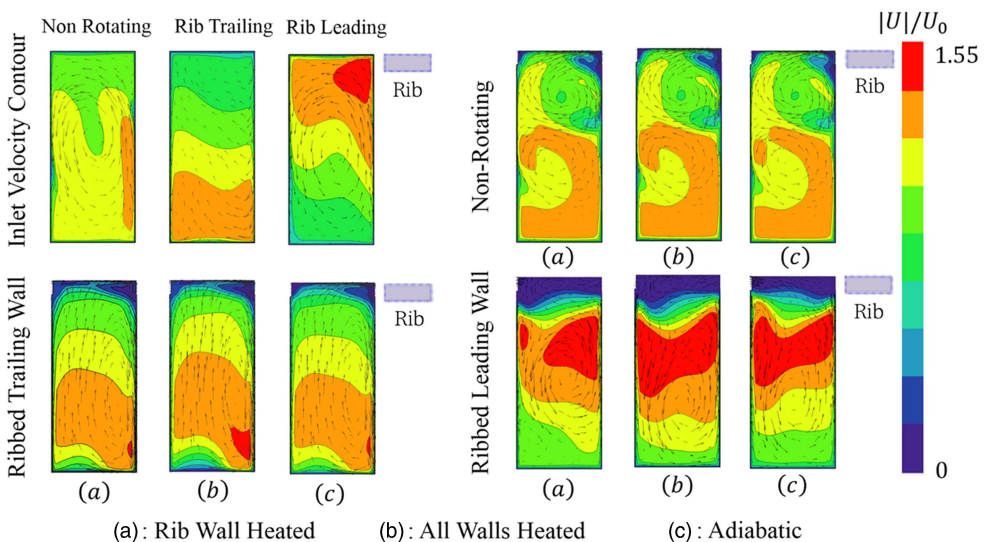 Non Rotating Rib Trailing Rib Leading
Inlet Velocity Contour
Rib
Non-Rotating
Rib
(a) (b) (c)
|U|/U₀
1.55
0
Ribbed Trailing Wall
Rib
(a) (b) (c)
Ribbed Leading Wall
Rib
(a) (b) (c)
(a): Rib Wall Heated (b): All Walls Heated (c): Adiabatic